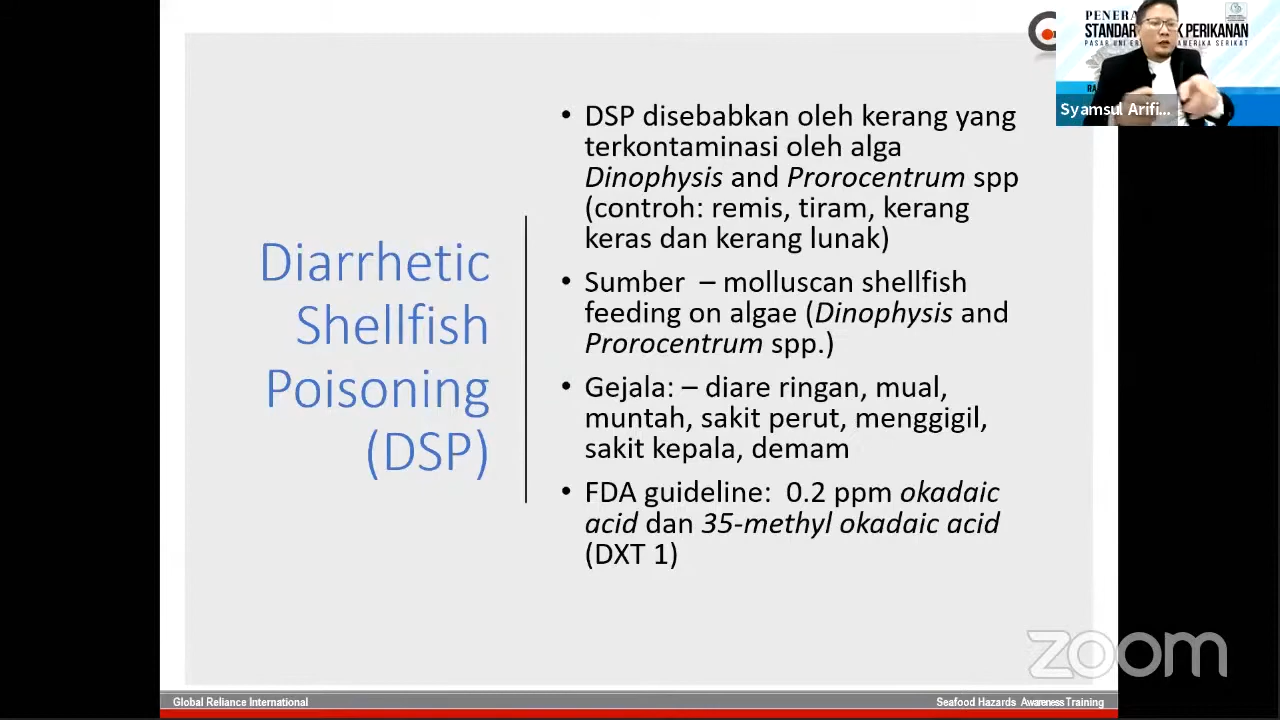 Diarrhetic
Shellfish
Poisoning
(DSP)
• DSP disebabkan oleh kerang yang
terkontaminasi oleh alga
Dinophysis and Prorocentrum spp
(controh: remis, tiram, kerang
keras dan kerang lunak)
• Sumber – molluscan shellfish
feeding on algae (Dinophysis and
Prorocentrum spp.)
• Gejala: – diare ringan, mual,
muntah, sakit perut, menggigil,
sakit kepala, demam
• FDA guideline: 0.2 ppm okadaic
acid dan 35-methyl okadaic acid
(DXT 1)
PERIKANAN
SERIKAT
Syamsul Arifi...
zoom
Global Reliance International
Seafood Hazards Awareness Training